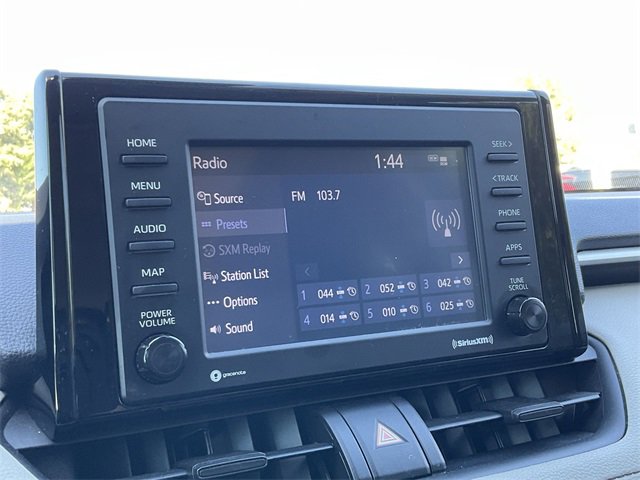 HOME
MENU
AUDIO
MAP
POWER
VOLUME
Radio 1:44
Source
Presets
SXM Replay
Station List
Options
Sound
FM 103.7
1 044 2 052 3 042
4 014 5 010 6 025
SEEK >
< TRACK
PHONE
APPS
TUNE
SCROLL
gracenote
SiriusXM